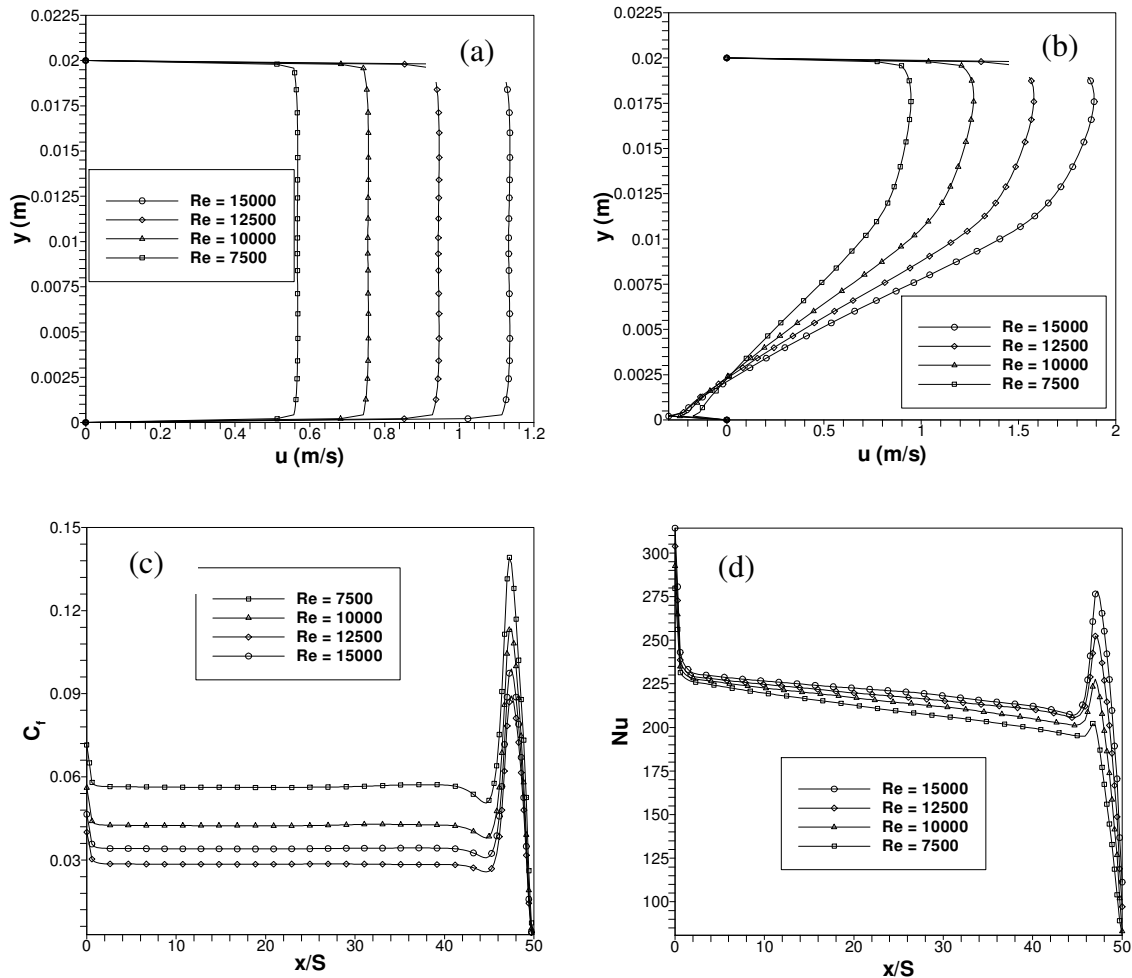 (a)
0.0225
0.02
0.0175
0.015
0.0125
0.01
0.0075
0.005
0.0025
0
y (m)
Re = 15000
Re = 12500
Re = 10000
Re = 7500
0 0.2 0.4 0.6 0.8 1 1.2
u (m/s)
(b)
0.0225
0.02
0.0175
0.015
0.0125
0.01
0.0075
0.005
0.0025
0
y (m)
Re = 15000
Re = 12500
Re = 10000
Re = 7500
0 0.5 1 1.5 2
u (m/s)
(c)
0.15
0.12
0.09
0.06
0.03
Cf
Re = 7500
Re = 10000
Re = 12500
Re = 15000
0 10 20 30 40 50
x/S
(d)
300
275
250
225
200
175
150
125
100
Nu
Re = 15000
Re = 12500
Re = 10000
Re = 7500
0 10 20 30 40 50
x/S